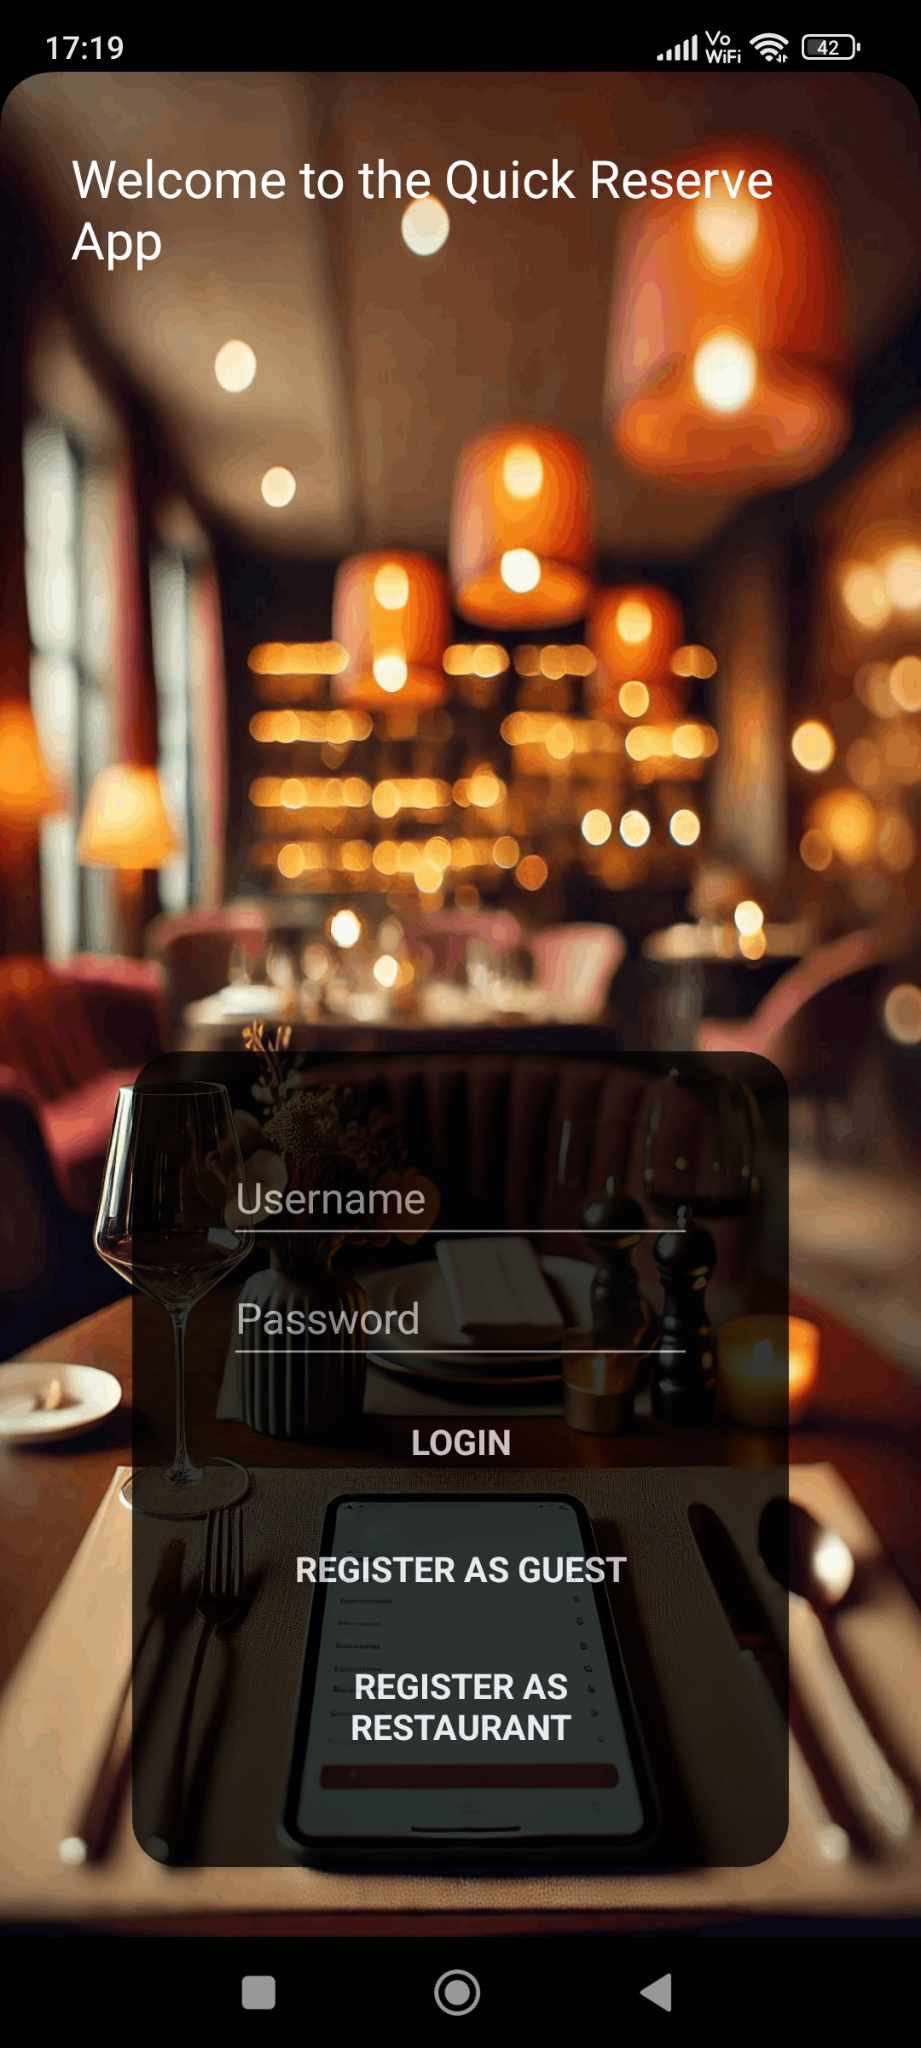 17:19
Vo
WiFi
42
Welcome to the Quick Reserve
App
Username
Password
LOGIN
REGISTER AS GUEST
REGISTER AS
RESTAURANT